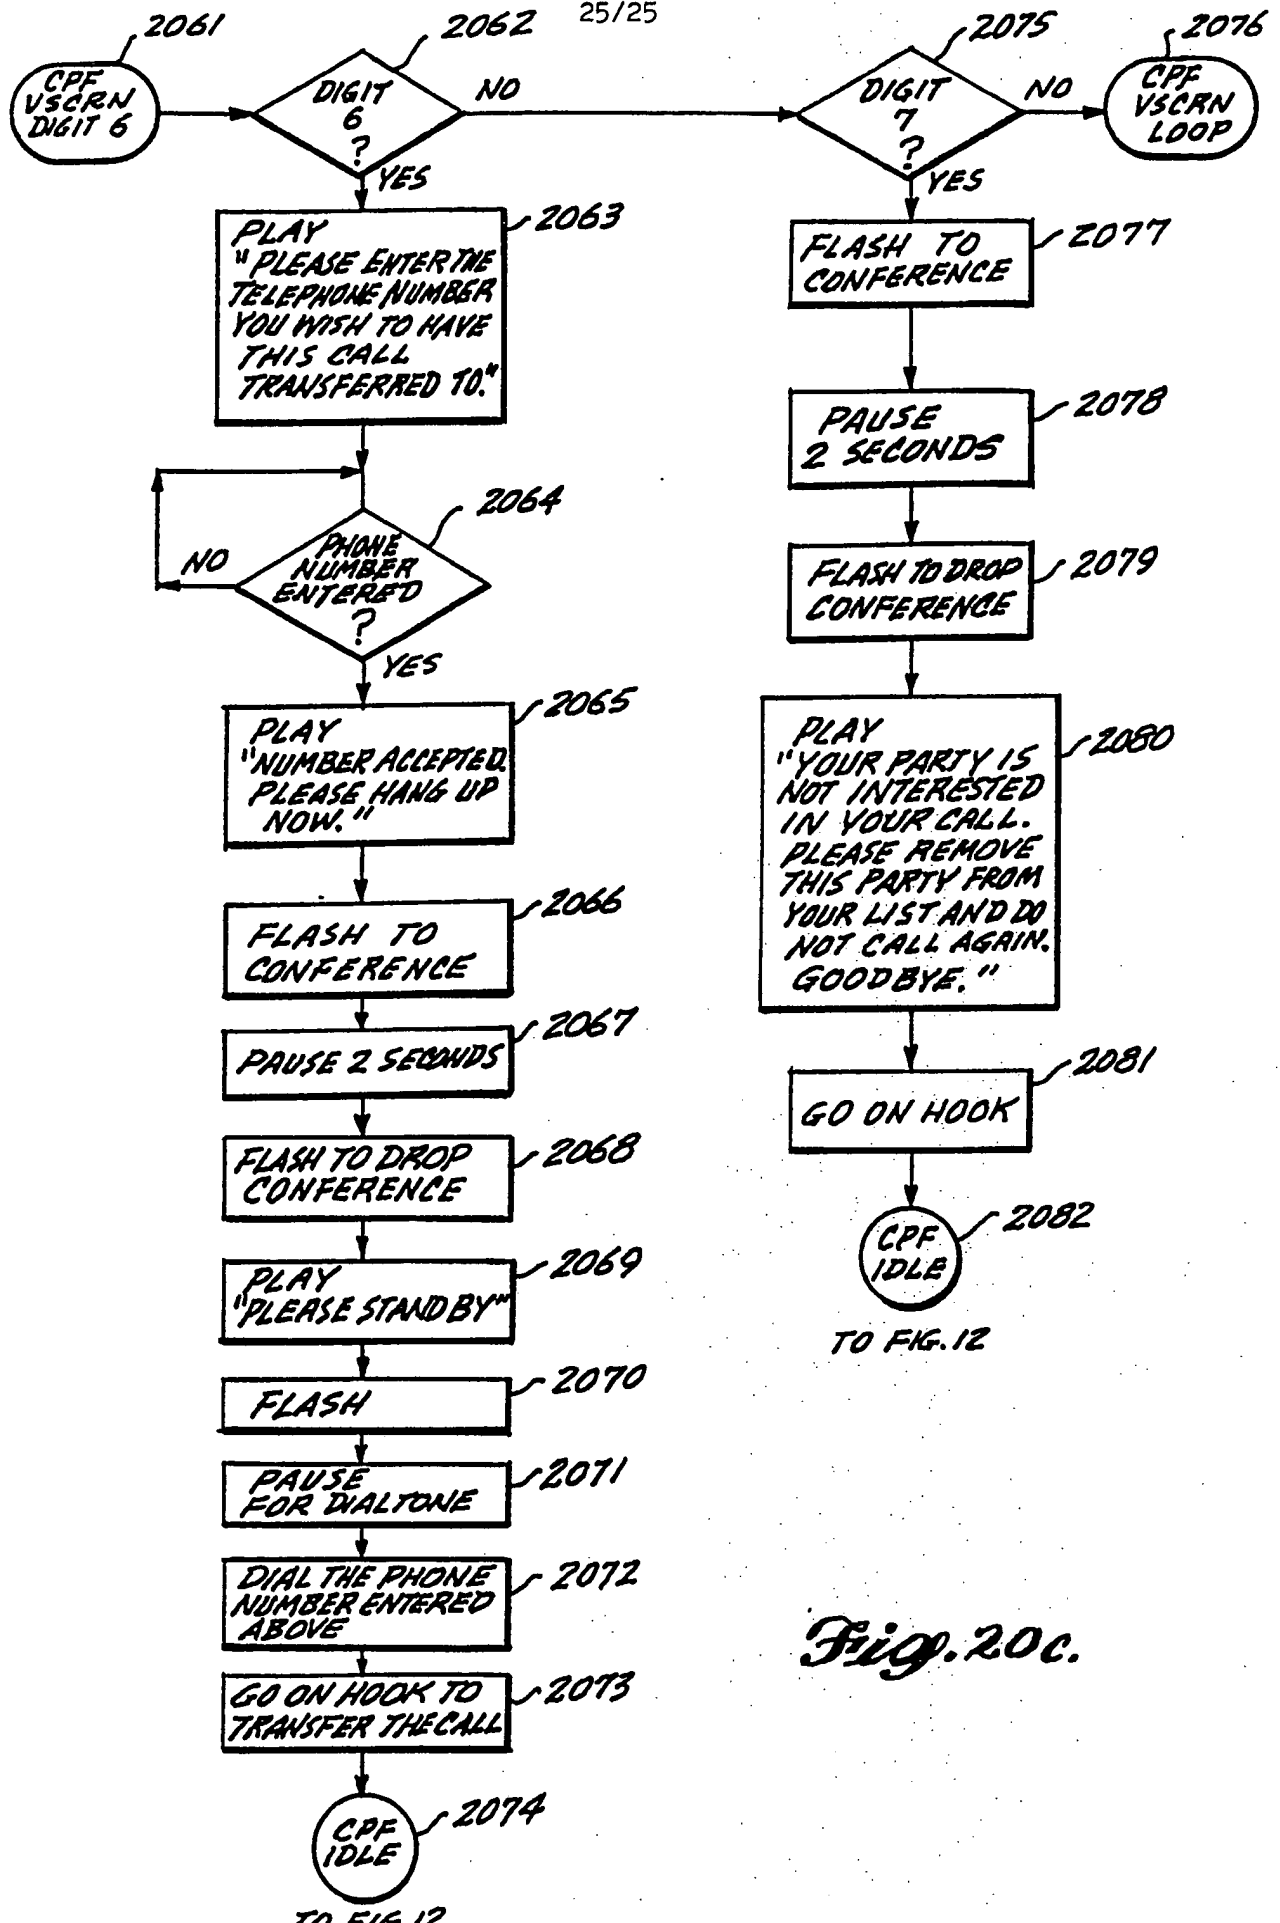 25/25
2061
CPF
VSCRN
DIGIT 6
2062
DIGIT
6
?
NO
YES
2075
DIGIT
7
?
NO
YES
2076
CPF
VSCRN
LOOP
2063
PLAY
"PLEASE ENTER THE
TELEPHONE NUMBER
YOU WISH TO HAVE
THIS CALL
TRANSFERRED TO."
2064
PHONE
NUMBER
ENTERED
?
NO
YES
2065
PLAY
"NUMBER ACCEPTED.
PLEASE HANG UP
NOW."
2066
FLASH TO
CONFERENCE
2067
PAUSE 2 SECONDS
2068
FLASH TO DROP
CONFERENCE
2069
PLAY
"PLEASE STAND BY"
2070
FLASH
2071
PAUSE
FOR DIALTONE
2072
DIAL THE PHONE
NUMBER ENTERED
ABOVE
2073
GO ON HOOK TO
TRANSFER THE CALL
2074
CPF
IDLE
TO FIG. 12
2077
FLASH TO
CONFERENCE
2078
PAUSE
2 SECONDS
2079
FLASH TO DROP
CONFERENCE
2080
PLAY
"YOUR PARTY IS
NOT INTERESTED
IN YOUR CALL.
PLEASE REMOVE
THIS PARTY FROM
YOUR LIST AND DO
NOT CALL AGAIN.
GOODBYE."
2081
GO ON HOOK
2082
CPF
IDLE
TO FIG. 12
Fig. 20c.